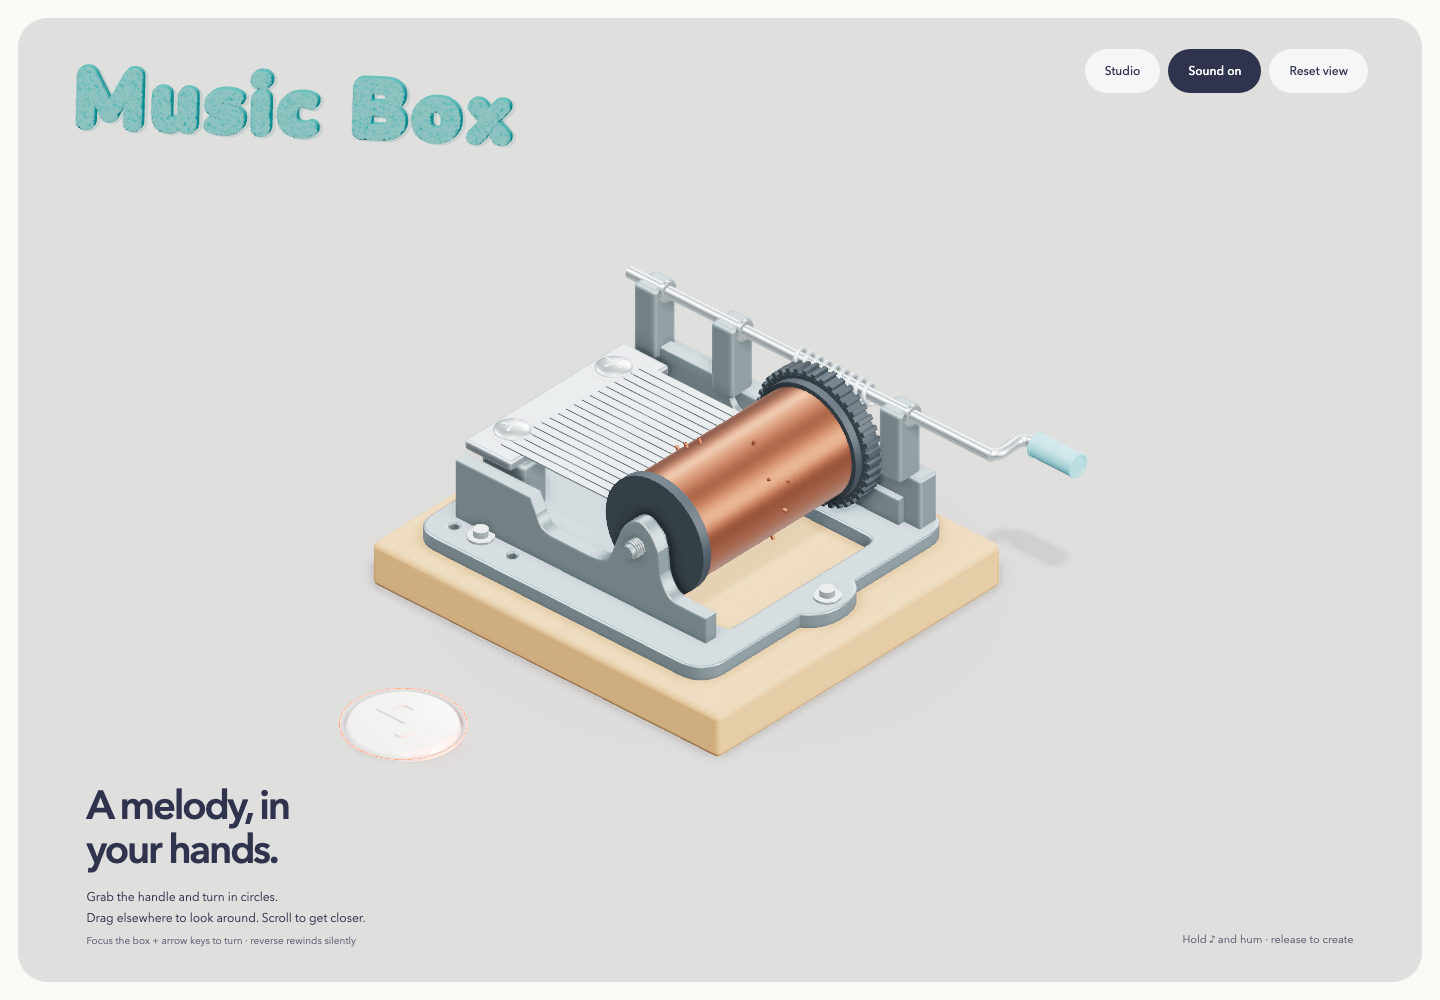 Music Box
Studio
Sound on
Reset view
A melody, in
your hands.
Grab the handle and turn in circles.
Drag elsewhere to look around. Scroll to get closer.
Focus the box + arrow keys to turn · reverse rewinds silently
Hold ♪ and hum · release to create